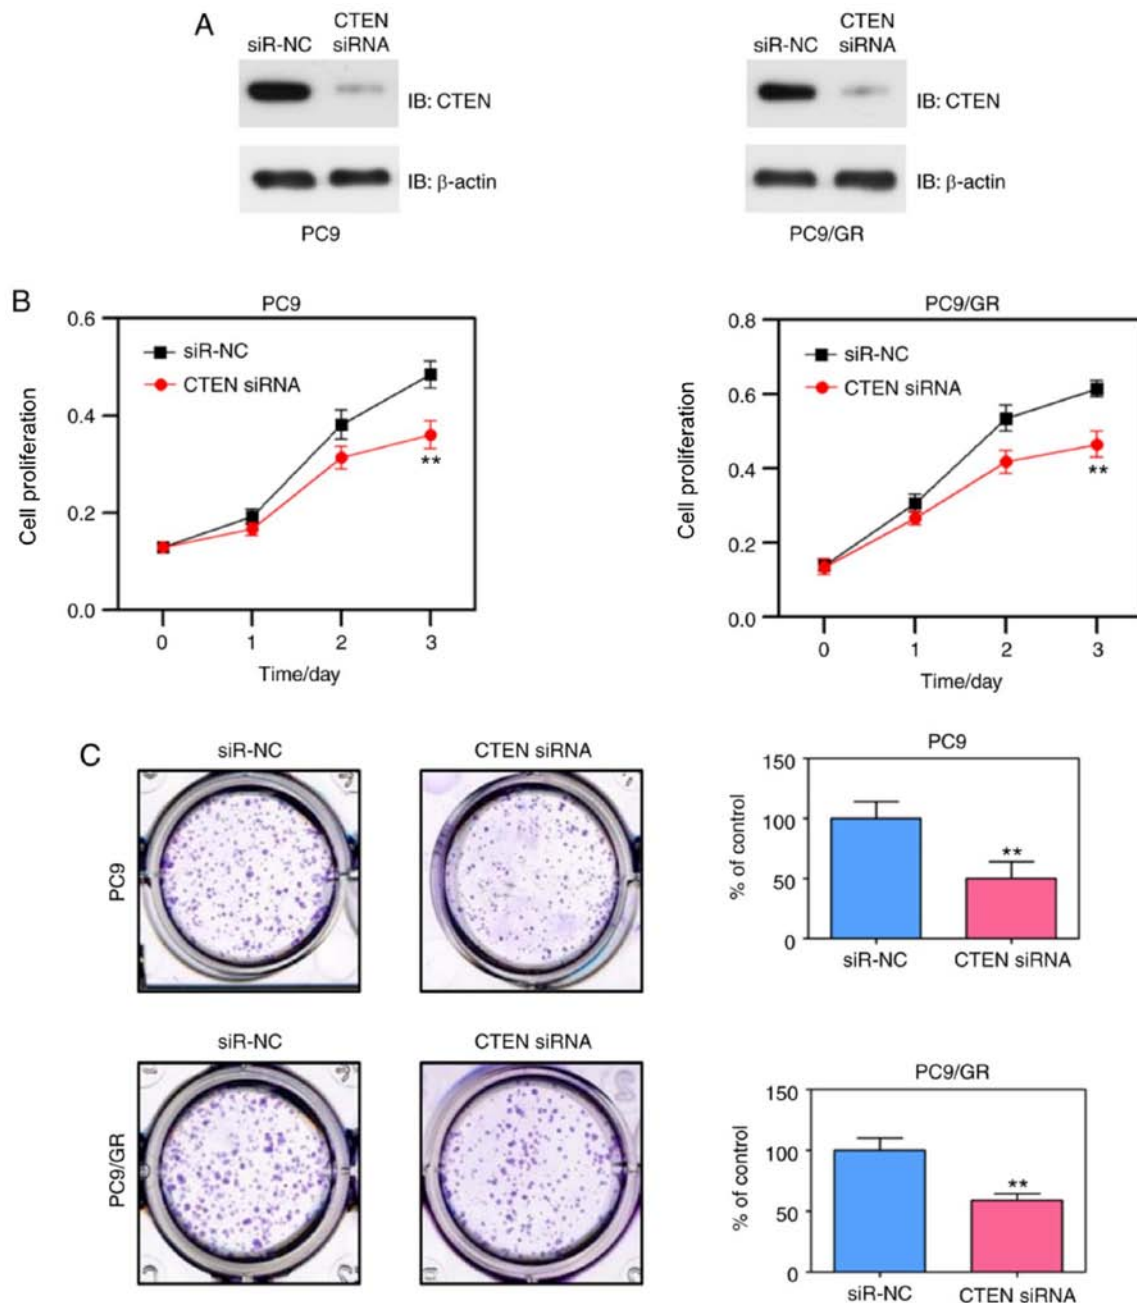 A
siR-NC
CTEN
siRNA
IB: CTEN
IB: β-actin
PC9
siR-NC
CTEN
siRNA
IB: CTEN
IB: β-actin
PC9/GR
B
PC9
0.6
0.4
0.2
0.0
Cell proliferation
siR-NC
CTEN siRNA
**
0 1 2 3
Time/day
PC9/GR
0.8
0.6
0.4
0.2
0.0
Cell proliferation
siR-NC
CTEN siRNA
**
0 1 2 3
Time/day
C
siR-NC
CTEN siRNA
PC9
PC9
150
100
50
0
% of control
**
siR-NC
CTEN siRNA
siR-NC
CTEN siRNA
PC9/GR
PC9/GR
150
100
50
0
% of control
**
siR-NC
CTEN siRNA